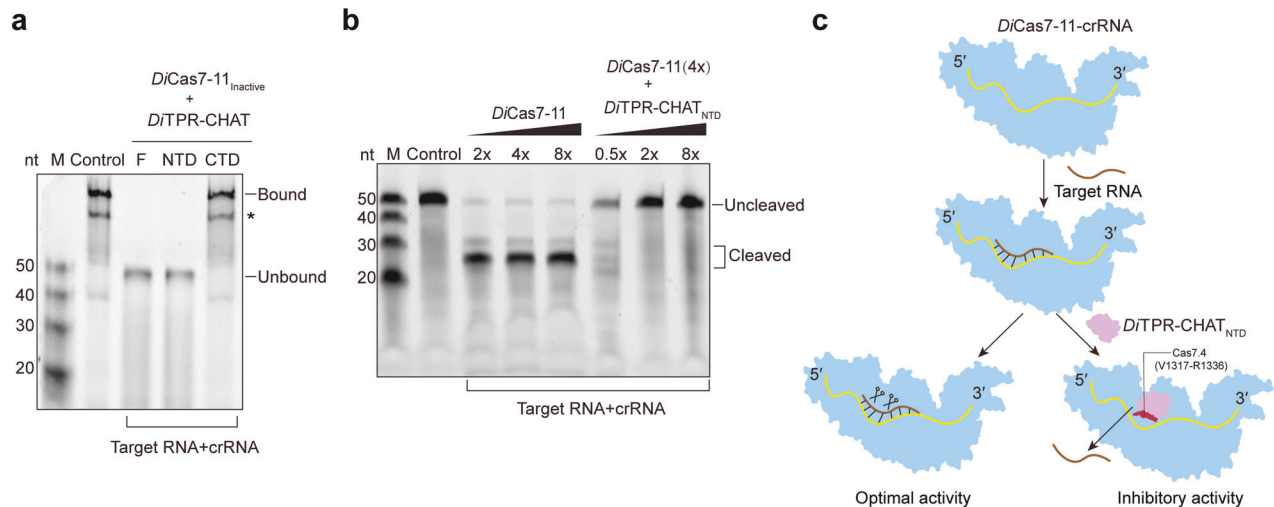 a
DiCas7-11Inactive
+
DiTPR-CHAT
nt M Control F NTD CTD
Bound
*
50
Unbound
40
30
20
Target RNA+crRNA
b
DiCas7-11(4x)
+
DiCas7-11 DiTPR-CHATNTD
nt M Control 2x 4x 8x 0.5x 2x 8x
50
Uncleaved
40
30
Cleaved
20
Target RNA+crRNA
c
DiCas7-11-crRNA
5′ 3′
Target RNA
5′ 3′
DiTPR-CHATNTD
Cas7.4
(V1317-R1336)
5′ 3′ 5′ 3′
Optimal activity Inhibitory activity